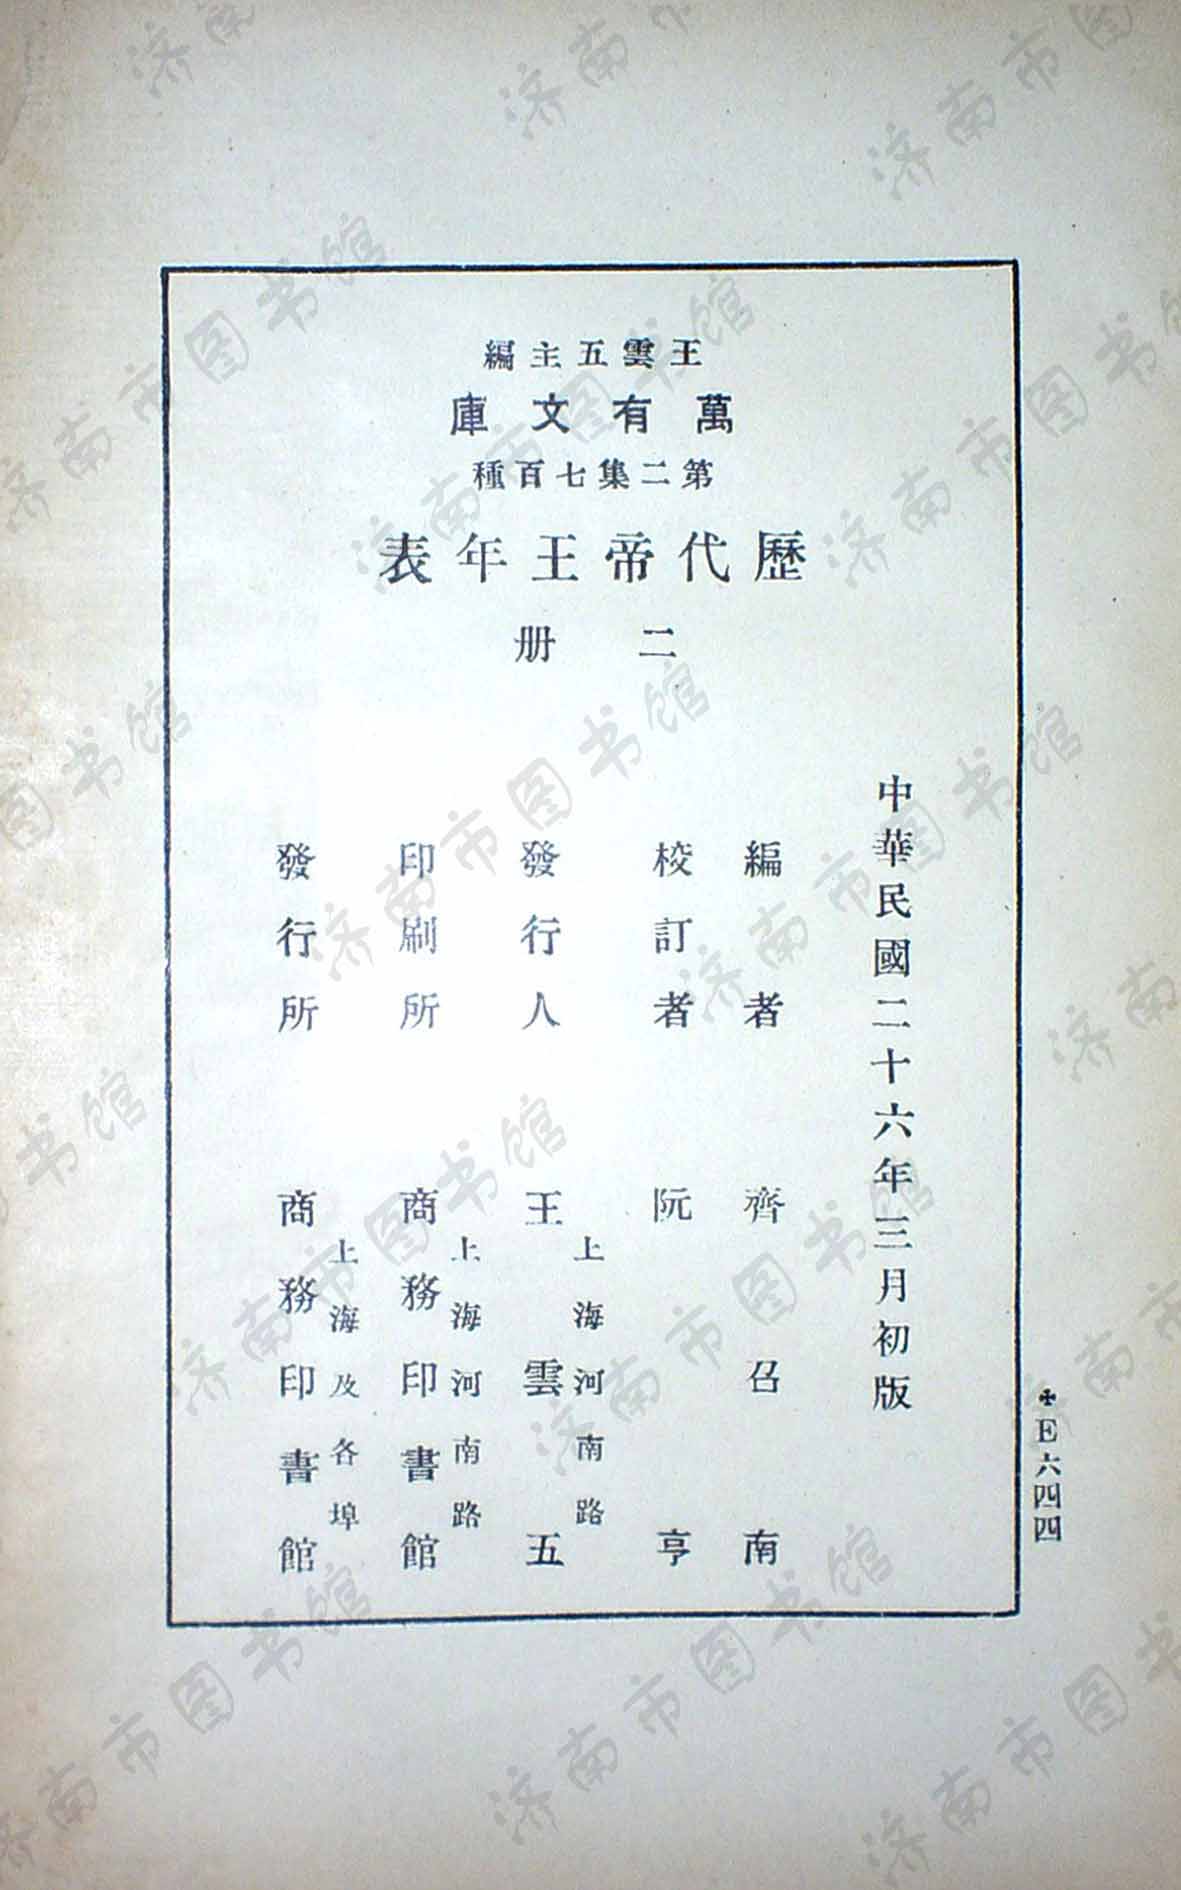 王雲五主編
萬有文庫
第二集七百種
歷代帝王年表
二册
中華民國二十六年三月初版
編者 齊召南
校訂者 阮亨
發行人 王雲五
上海河南路
印刷所 商務印書館
上海河南路
發行所 商務印書館
上海及各埠
✠E六四四
济南市图书馆